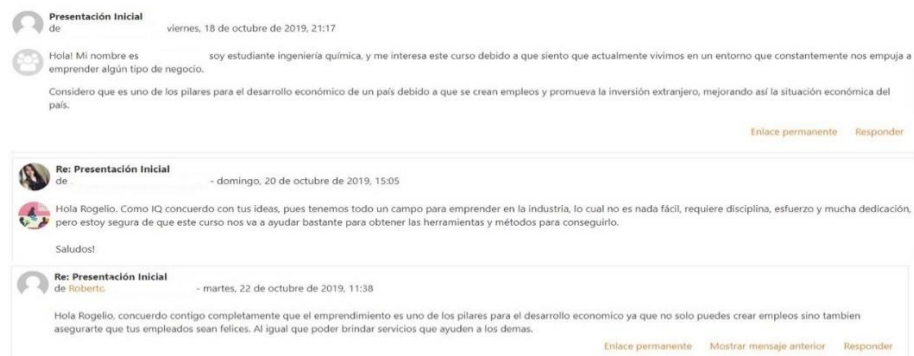 Presentación Inicial
de viernes, 18 de octubre de 2019, 21:17
Hola! Mi nombre es soy estudiante ingeniería química, y me interesa este curso debido a que siento que actualmente vivimos en un entorno que constantemente nos empuja a
emprender algún tipo de negocio.
Considero que es uno de los pilares para el desarrollo económico de un país debido a que se crean empleos y promueva la inversión extranjero, mejorando así la situación económica del
país.
Enlace permanente Responder
Re: Presentación Inicial
de - domingo, 20 de octubre de 2019, 15:05
Hola Rogelio. Como IQ concuerdo con tus ideas, pues tenemos todo un campo para emprender en la industria, lo cual no es nada fácil, requiere disciplina, esfuerzo y mucha dedicación,
pero estoy segura de que este curso nos va a ayudar bastante para obtener las herramientas y métodos para conseguirlo.
Saludos!
Re: Presentación Inicial
de Roberto - martes, 22 de octubre de 2019, 11:38
Hola Rogelio, concuerdo contigo completamente que el emprendimiento es uno de los pilares para el desarrollo economico ya que no solo puedes crear empleos sino tambien
asegurarte que tus empleados sean felices. Al igual que poder brindar servicios que ayuden a los demas.
Enlace permanente Mostrar mensaje anterior Responder